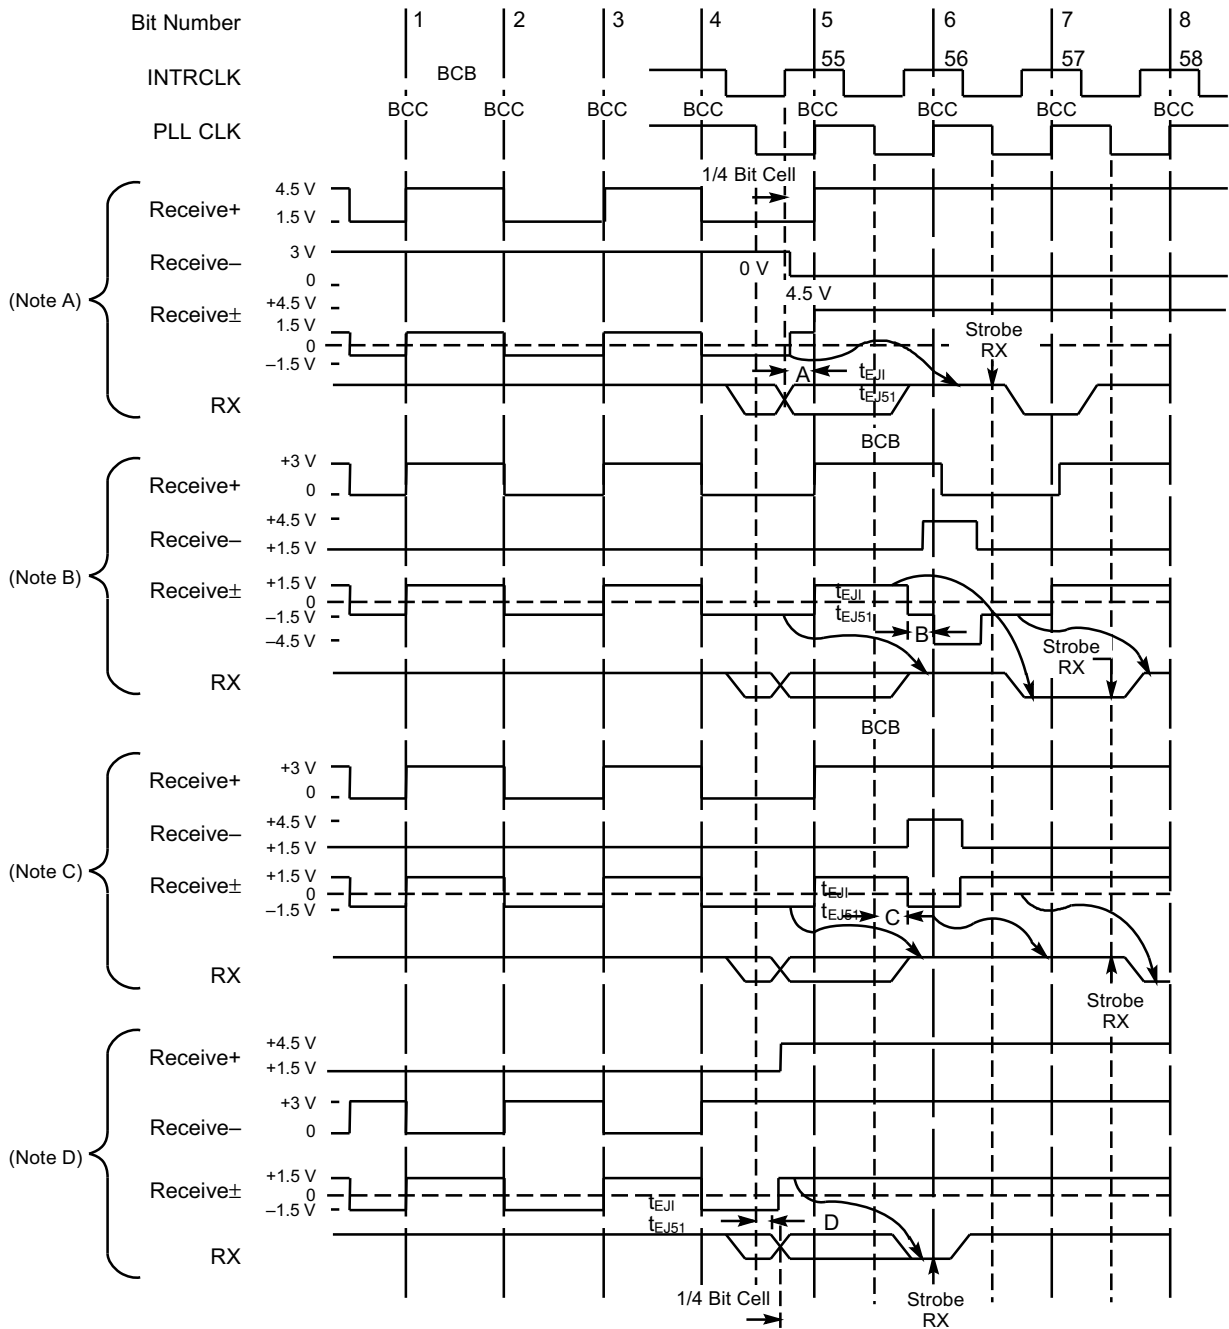 Bit Number 1 2 3 4 5 6 7 8
55 56 57 58
INTRCLK BCB
BCC BCC BCC BCC BCC BCC BCC BCC
PLL CLK
1/4 Bit Cell
(Note A)
Receive+ 4.5 V
1.5 V
Receive– 3 V
0
0 V
4.5 V
Receive± +4.5 V
1.5 V
0
–1.5 V
Strobe
RX
A tEJI
tEJ51
RX
BCB
(Note B)
Receive+ +3 V
0
Receive– +4.5 V
+1.5 V
Receive± +1.5 V
0
–1.5 V
–4.5 V
tEJI
tEJ51
B
Strobe
RX
RX
BCB
(Note C)
Receive+ +3 V
0
Receive– +4.5 V
+1.5 V
Receive± +1.5 V
0
–1.5 V
tEJI
tEJ51 C
RX
Strobe
RX
(Note D)
Receive+ +4.5 V
+1.5 V
Receive– +3 V
0
Receive± +1.5 V
0
–1.5 V
tEJI
tEJ51 D
RX
1/4 Bit Cell
Strobe
RX